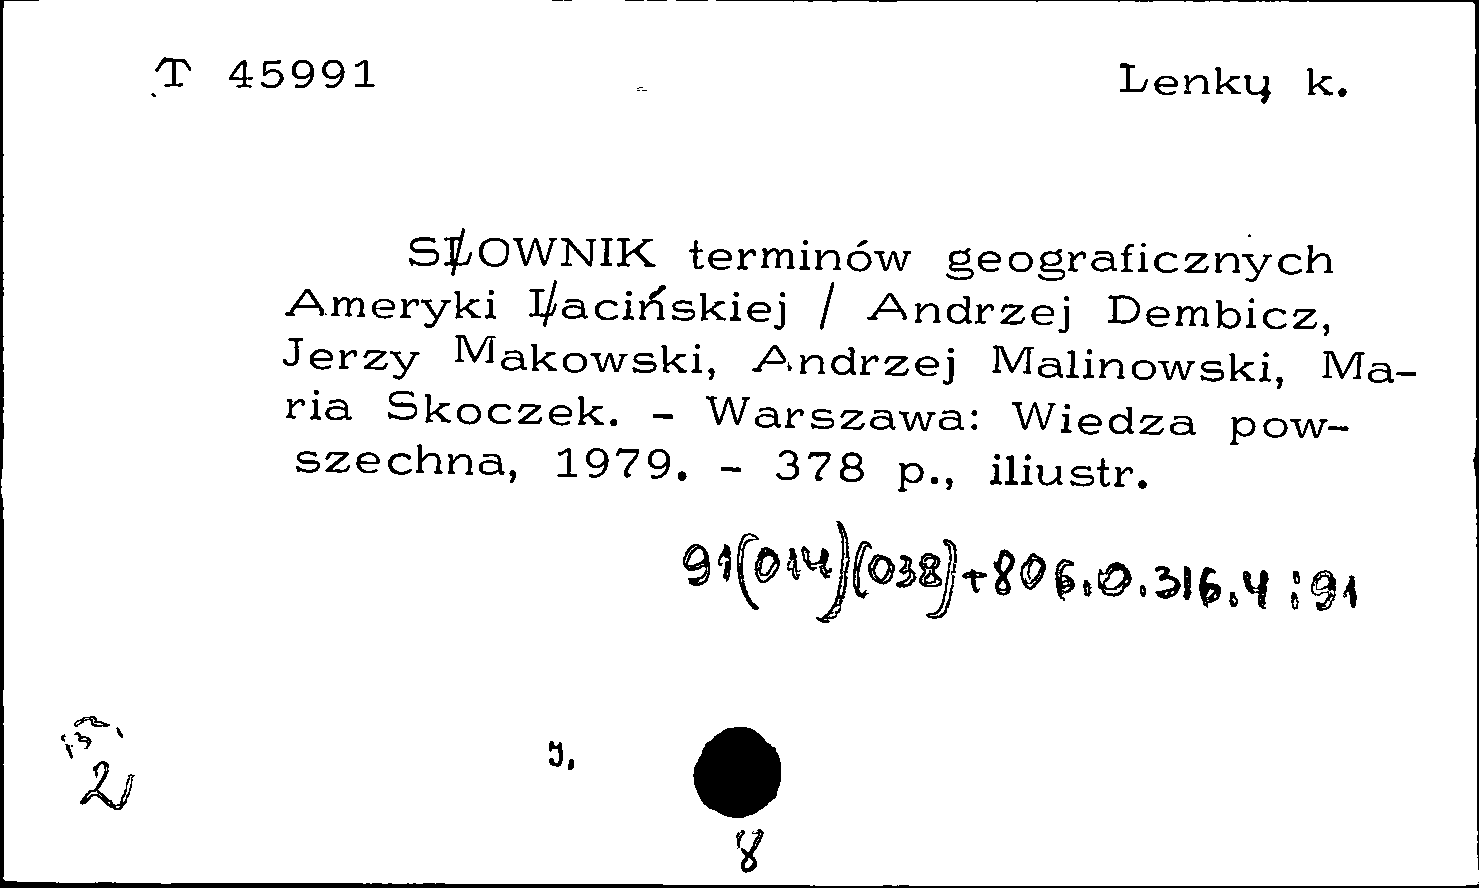 T 45991 Lenkų k.
SŁOWNIK terminów geograficznych
Ameryki Łacińskiej / Andrzej Dembicz,
Jerzy Makowski, Andrzej Malinowski, Ma-
ria Skoczek. - Warszawa: Wiedza pow-
szechna, 1979. - 378 p., iliustr.
91(014)(038)+806.0.316.4:91
2
8